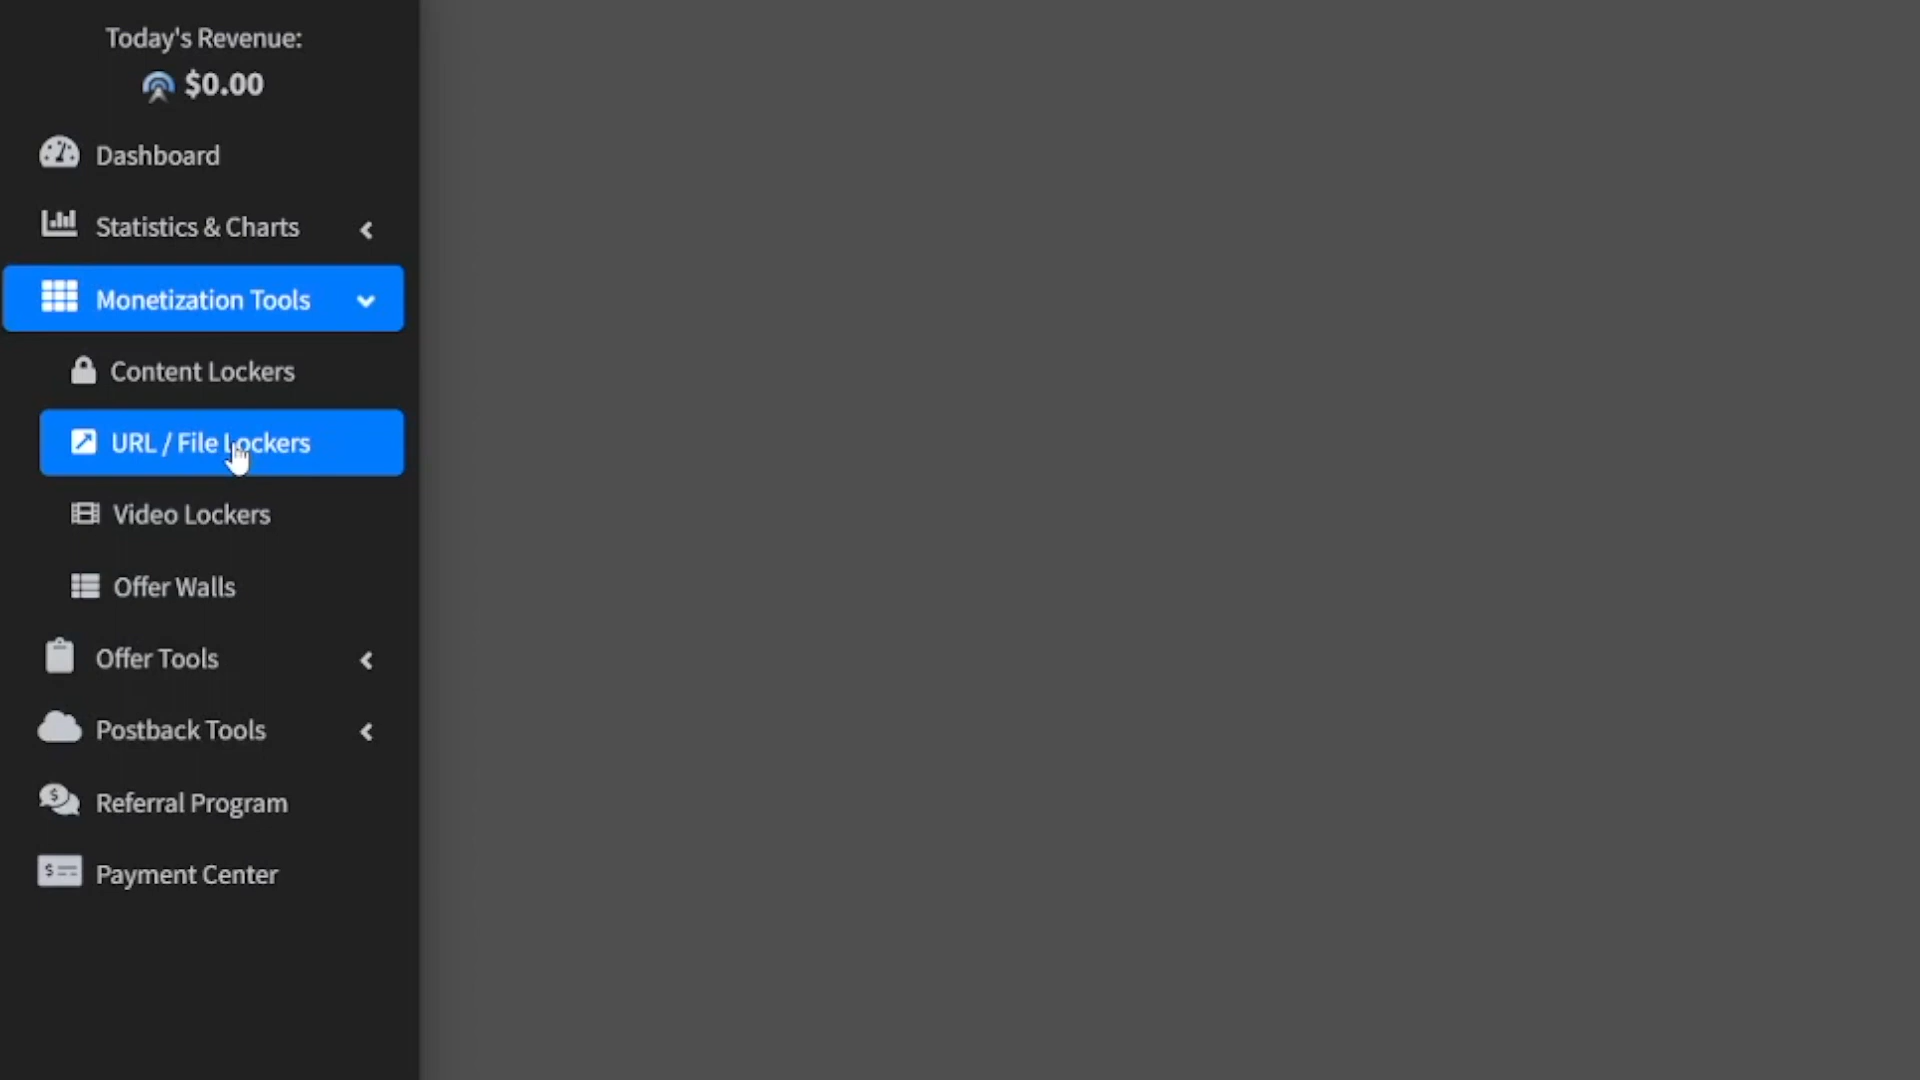 Today's Revenue:
$0.00
Dashboard
Statistics & Charts
Monetization Tools
Content Lockers
URL / File Lockers
Video Lockers
Offer Walls
Offer Tools
Postback Tools
Referral Program
Payment Center